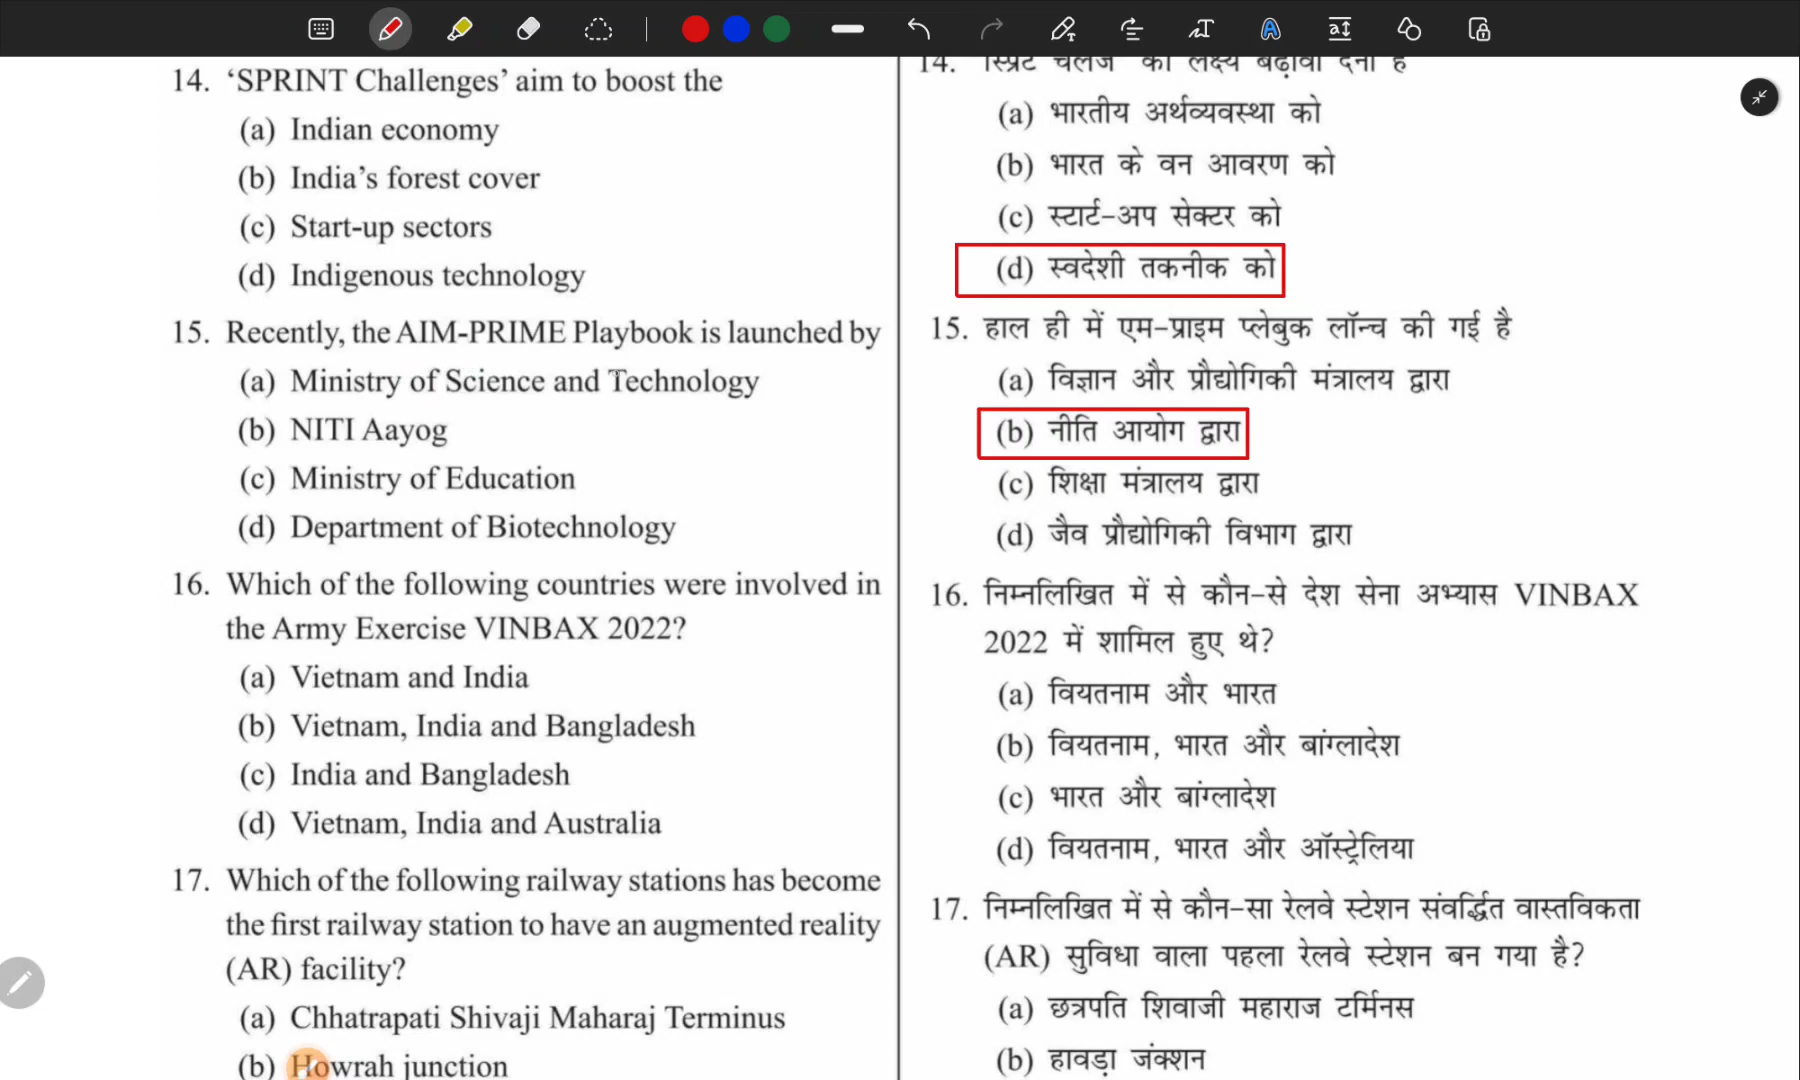 14. ‘SPRINT Challenges’ aim to boost the
(a) Indian economy
(b) India’s forest cover
(c) Start-up sectors
(d) Indigenous technology
15. Recently, the AIM-PRIME Playbook is launched by
(a) Ministry of Science and Technology
(b) NITI Aayog
(c) Ministry of Education
(d) Department of Biotechnology
16. Which of the following countries were involved in
the Army Exercise VINBAX 2022?
(a) Vietnam and India
(b) Vietnam, India and Bangladesh
(c) India and Bangladesh
(d) Vietnam, India and Australia
17. Which of the following railway stations has become
the first railway station to have an augmented reality
(AR) facility?
(a) Chhatrapati Shivaji Maharaj Terminus
(b) Howrah junction
14. स्प्रिंट चैलेंज का लक्ष्य बढ़ावा देना है
(a) भारतीय अर्थव्यवस्था को
(b) भारत के वन आवरण को
(c) स्टार्ट-अप सेक्टर को
(d) स्वदेशी तकनीक को
15. हाल ही में एम-प्राइम प्लेबुक लॉन्च की गई है
(a) विज्ञान और प्रौद्योगिकी मंत्रालय द्वारा
(b) नीति आयोग द्वारा
(c) शिक्षा मंत्रालय द्वारा
(d) जैव प्रौद्योगिकी विभाग द्वारा
16. निम्नलिखित में से कौन-से देश सेना अभ्यास VINBAX
2022 में शामिल हुए थे?
(a) वियतनाम और भारत
(b) वियतनाम, भारत और बांग्लादेश
(c) भारत और बांग्लादेश
(d) वियतनाम, भारत और ऑस्ट्रेलिया
17. निम्नलिखित में से कौन-सा रेलवे स्टेशन संवर्द्धित वास्तविकता
(AR) सुविधा वाला पहला रेलवे स्टेशन बन गया है?
(a) छत्रपति शिवाजी महाराज टर्मिनस
(b) हावड़ा जंक्शन